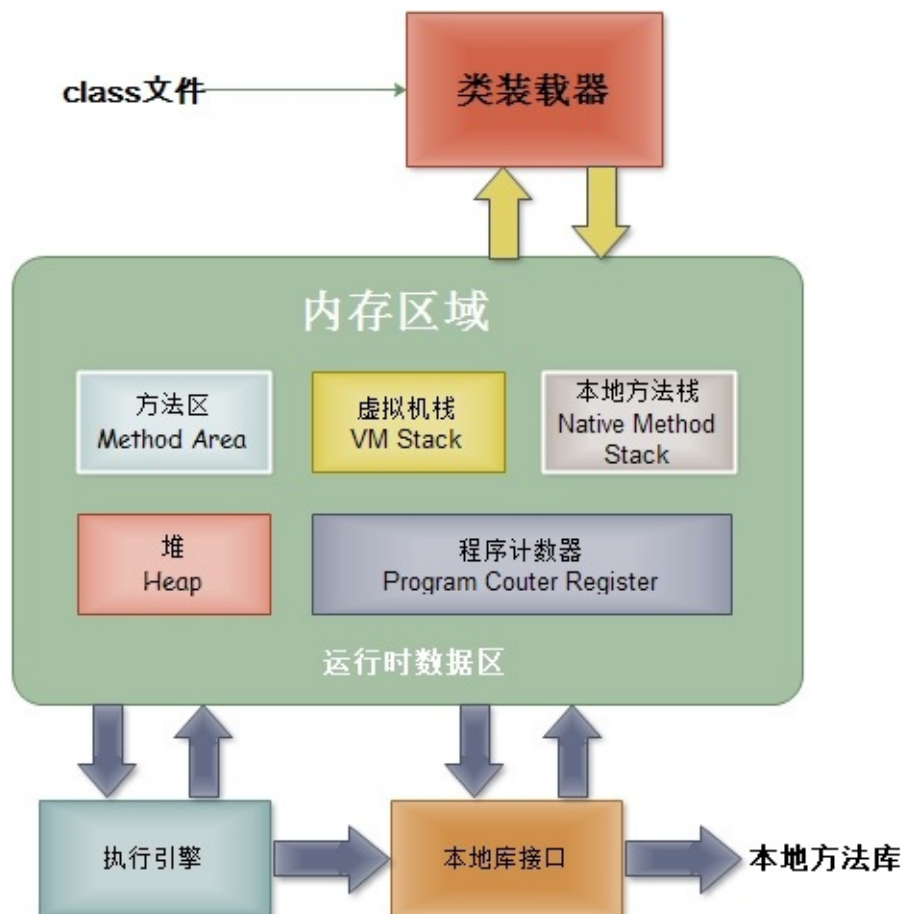 class文件
类装载器
内存区域
方法区
Method Area
虚拟机栈
VM Stack
本地方法栈
Native Method
Stack
堆
Heap
程序计数器
Program Couter Register
运行时数据区
执行引擎
本地库接口
本地方法库